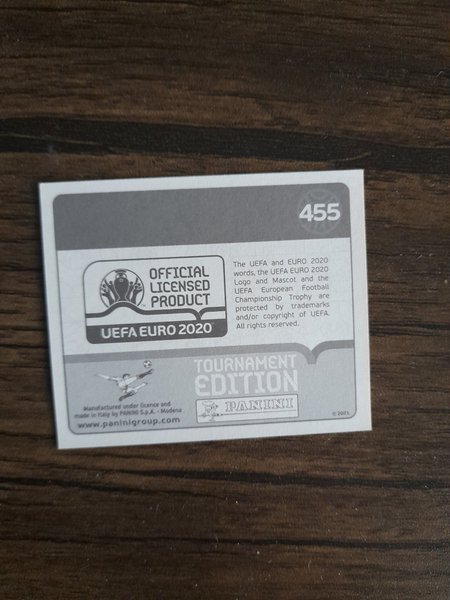 455
OFFICIAL
LICENSED
PRODUCT
UEFA EURO 2020
The UEFA and EURO 2020
words, the UEFA EURO 2020
Logo and Mascot and the
UEFA European Football
Championship Trophy are
protected by trademarks
and/or copyright of UEFA.
All rights reserved.
TOURNAMENT
EDITION
PANINI
Manufactured under licence and
made in Italy by PANINI S.p.A. - Modena
www.paninigroup.com
© 2021